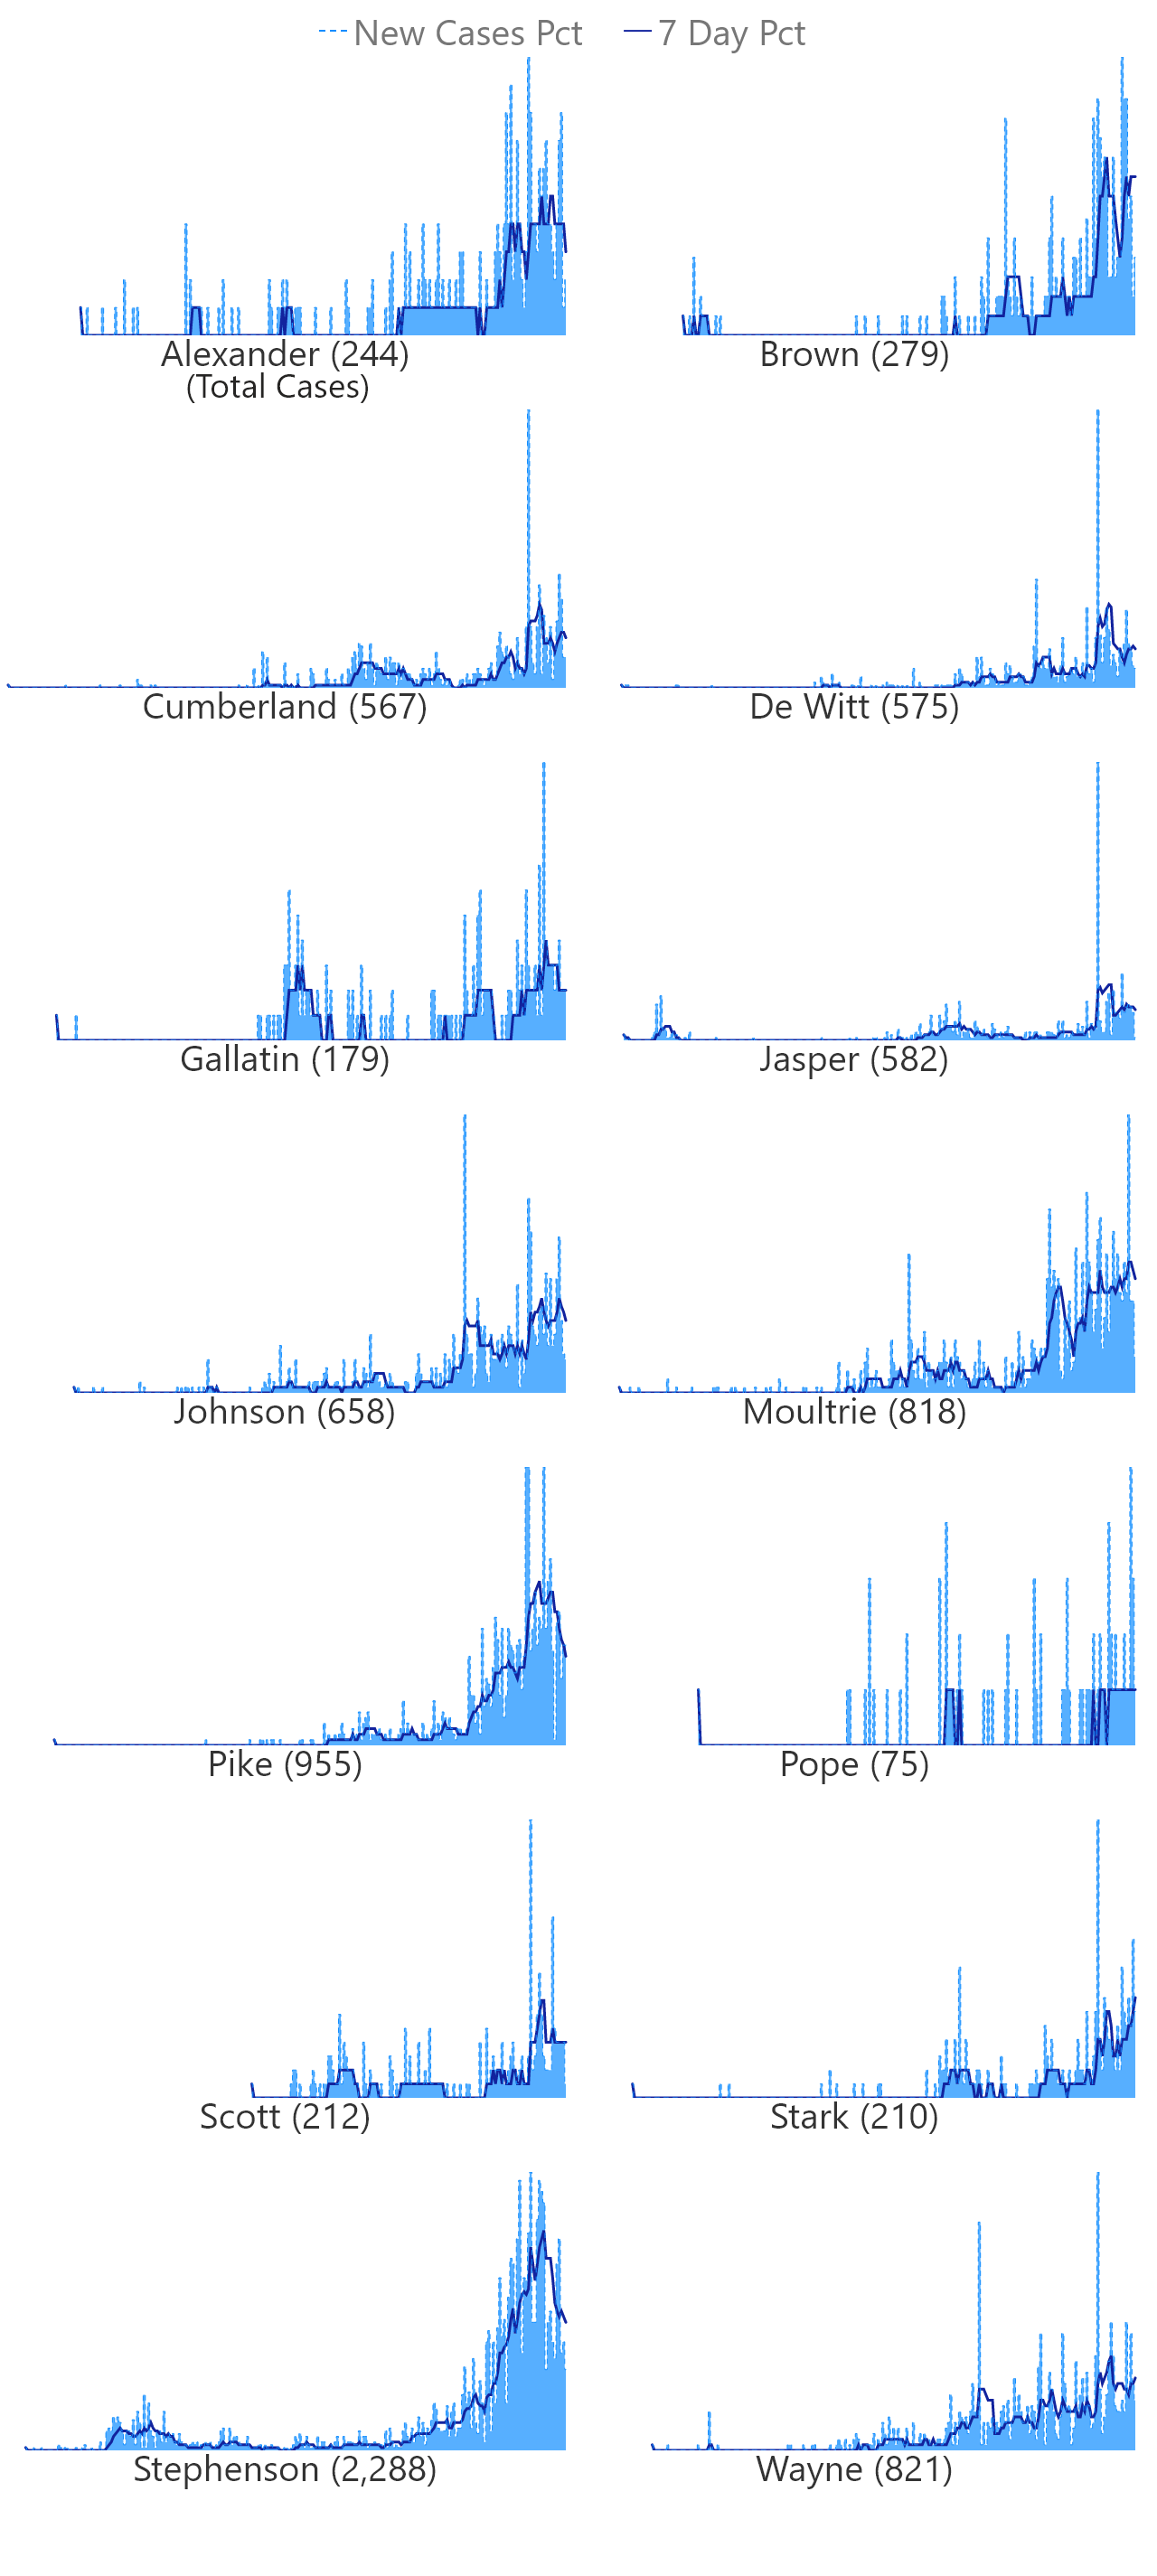 New Cases Pct 7 Day Pct
Alexander (244)
(Total Cases)
Brown (279)
Cumberland (567)
De Witt (575)
Gallatin (179)
Jasper (582)
Johnson (658)
Moultrie (818)
Pike (955)
Pope (75)
Scott (212)
Stark (210)
Stephenson (2,288)
Wayne (821)